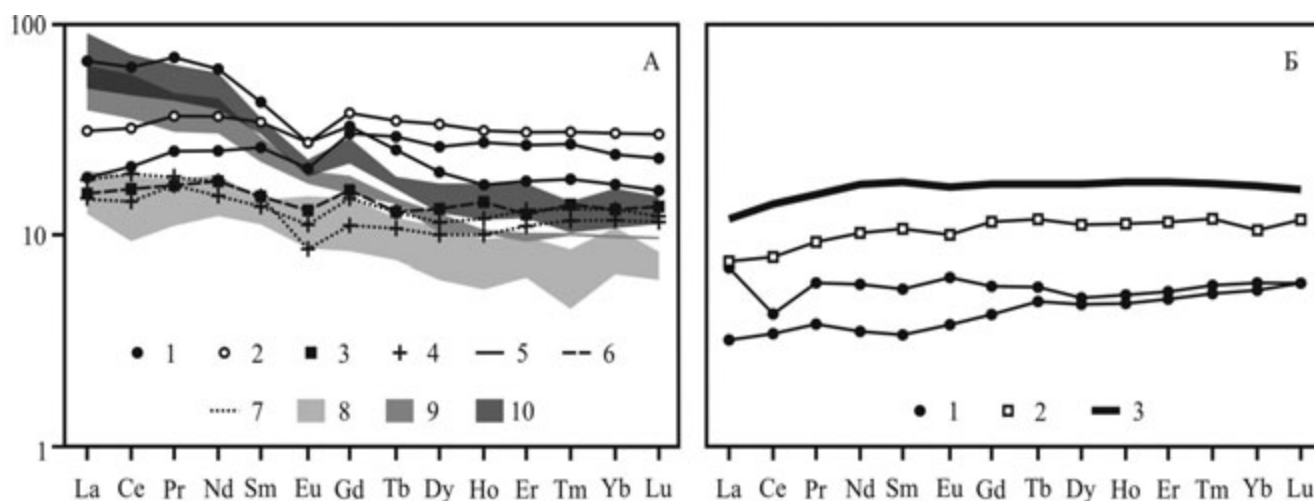 100
10
1
А
Б
1 2 3 4 5 6
7 8 9 10
1 2 3
La Ce Pr Nd Sm Eu Gd Tb Dy Ho Er Tm Yb Lu
La Ce Pr Nd Sm Eu Gd Tb Dy Ho Er Tm Yb Lu